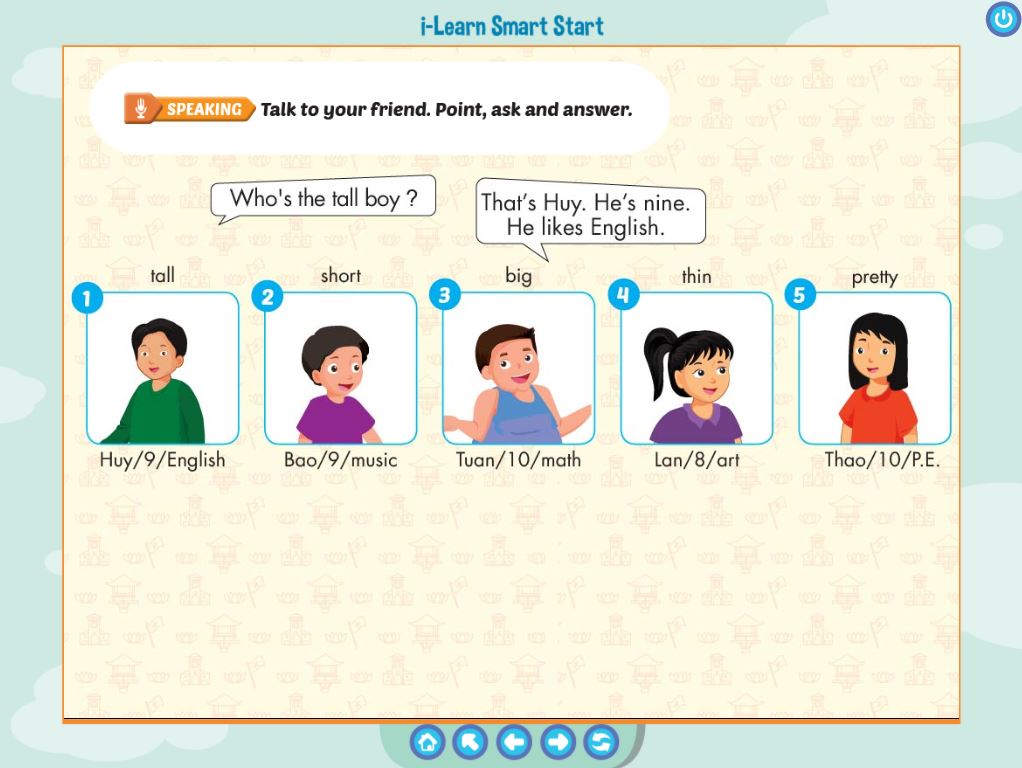 i-Learn Smart Start
SPEAKING Talk to your friend. Point, ask and answer.
Who's the tall boy ?
That's Huy. He's nine.
He likes English.
tall short big thin pretty
1 2 3 4 5
Huy/9/English Bao/9/music Tuan/10/math Lan/8/art Thao/10/P.E.